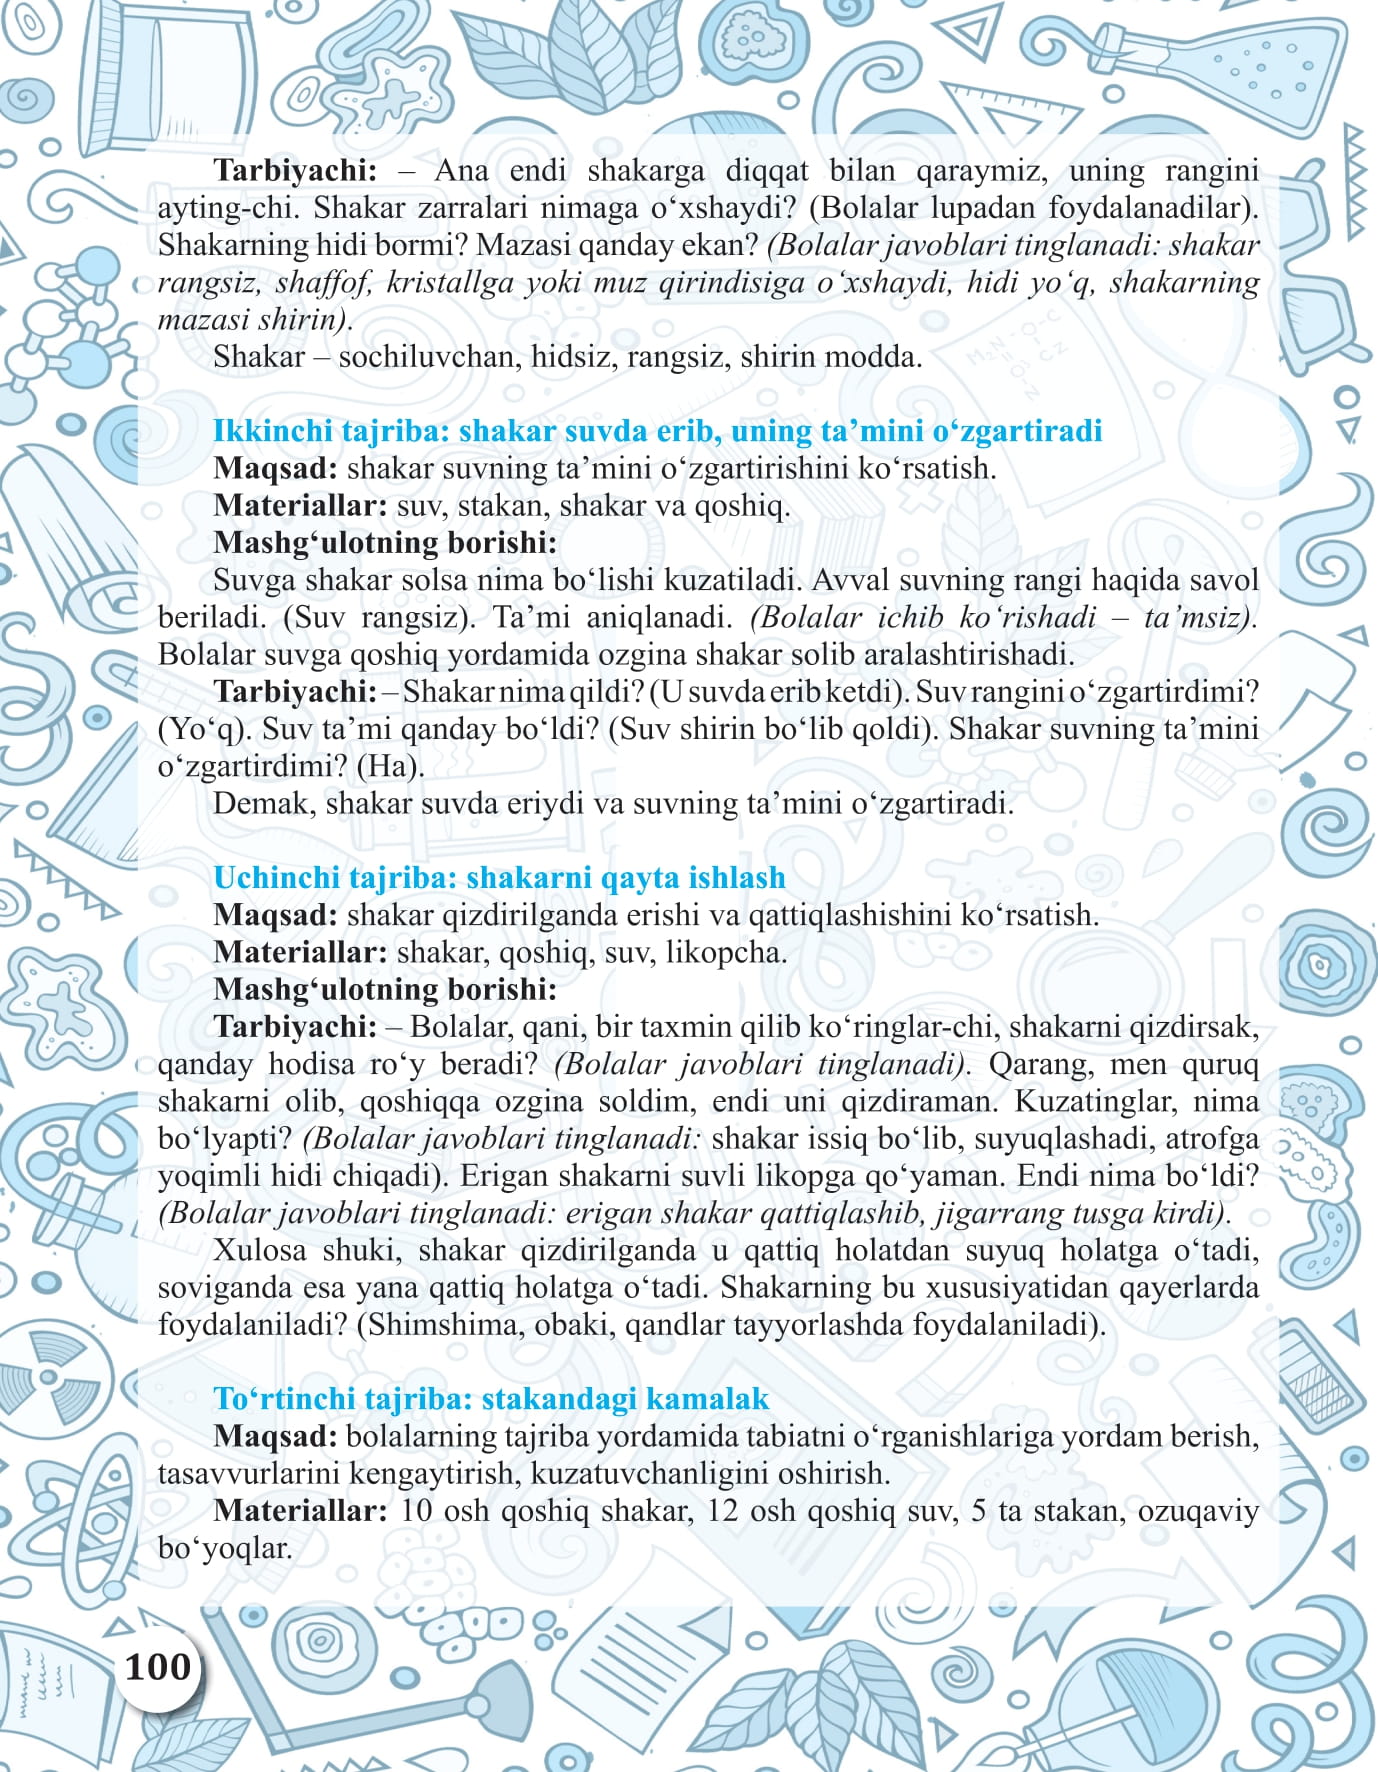 Tarbiyachi: – Ana endi shakarga diqqat bilan qaraymiz, uning rangini
ayting-chi. Shakar zarralari nimaga o‘xshaydi? (Bolalar lupadan foydalanadilar).
Shakarning hidi bormi? Mazasi qanday ekan? (Bolalar javoblari tinglanadi: shakar
rangsiz, shaffof, kristallga yoki muz qirindisiga o‘xshaydi, hidi yo‘q, shakarning
mazasi shirin).
Shakar – sochiluvchan, hidsiz, rangsiz, shirin modda.
Ikkinchi tajriba: shakar suvda erib, uning ta’mini o‘zgartiradi
Maqsad: shakar suvning ta’mini o‘zgartirishini ko‘rsatish.
Materiallar: suv, stakan, shakar va qoshiq.
Mashg‘ulotning borishi:
Suvga shakar solsa nima bo‘lishi kuzatiladi. Avval suvning rangi haqida savol
beriladi. (Suv rangsiz). Ta’mi aniqlanadi. (Bolalar ichib ko‘rishadi – ta’msiz).
Bolalar suvga qoshiq yordamida ozgina shakar solib aralashtirishadi.
Tarbiyachi: – Shakar nima qildi? (U suvda erib ketdi). Suv rangini o‘zgartirdimi?
(Yo‘q). Suv ta’mi qanday bo‘ldi? (Suv shirin bo‘lib qoldi). Shakar suvning ta’mini
o‘zgartirdimi? (Ha).
Demak, shakar suvda eriydi va suvning ta’mini o‘zgartiradi.
Uchinchi tajriba: shakarni qayta ishlash
Maqsad: shakar qizdirilganda erishi va qattiqlashishini ko‘rsatish.
Materiallar: shakar, qoshiq, suv, likopcha.
Mashg‘ulotning borishi:
Tarbiyachi: – Bolalar, qani, bir taxmin qilib ko‘ringlar-chi, shakarni qizdirsak,
qanday hodisa ro‘y beradi? (Bolalar javoblari tinglanadi). Qarang, men quruq
shakarni olib, qoshiqqa ozgina soldim, endi uni qizdiraman. Kuzatinglar, nima
bo‘lyapti? (Bolalar javoblari tinglanadi: shakar issiq bo‘lib, suyuqlashadi, atrofga
yoqimli hidi chiqadi). Erigan shakarni suvli likopga qo‘yaman. Endi nima bo‘ldi?
(Bolalar javoblari tinglanadi: erigan shakar qattiqlashib, jigarrang tusga kirdi).
Xulosa shuki, shakar qizdirilganda u qattiq holatdan suyuq holatga o‘tadi,
soviganda esa yana qattiq holatga o‘tadi. Shakarning bu xususiyatidan qayerlarda
foydalaniladi? (Shimshima, obaki, qandlar tayyorlashda foydalaniladi).
To‘rtinchi tajriba: stakandagi kamalak
Maqsad: bolalarning tajriba yordamida tabiatni o‘rganishlariga yordam berish,
tasavvurlarini kengaytirish, kuzatuvchanligini oshirish.
Materiallar: 10 osh qoshiq shakar, 12 osh qoshiq suv, 5 ta stakan, ozuqaviy
bo‘yoqlar.
100